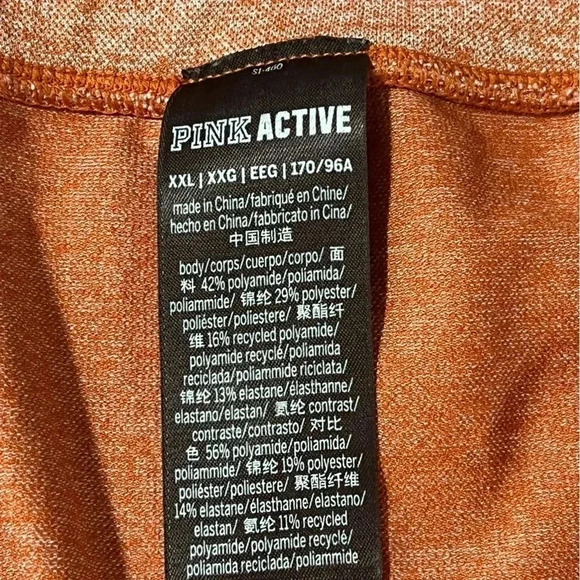 SI-460
PINK ACTIVE
XXL | XXG | EEG | 170/96A
made in China/fabriqué en Chine/
hecho en China/fabbricato in Cina/
中国制造
body/corps/cuerpo/corpo/ 面
料 42% polyamide/poliamida/
poliammide/ 锦纶 29% polyester/
poliéster/poliestere/ 聚酯纤
维 16% recycled polyamide/
polyamide recyclé/poliamida
reciclada/poliammide riciclata/
锦纶 13% elastane/élasthanne/
elastano/elastan/ 氨纶 contrast/
contraste/contrasto/ 对比
色 56% polyamide/poliamida/
poliammide/ 锦纶 19% polyester/
poliéster/poliestere/ 聚酯纤维
14% elastane/élasthanne/elastano/
elastan/ 氨纶 11% recycled
polyamide/polyamide recyclé/
poliamida reciclada/poliammide